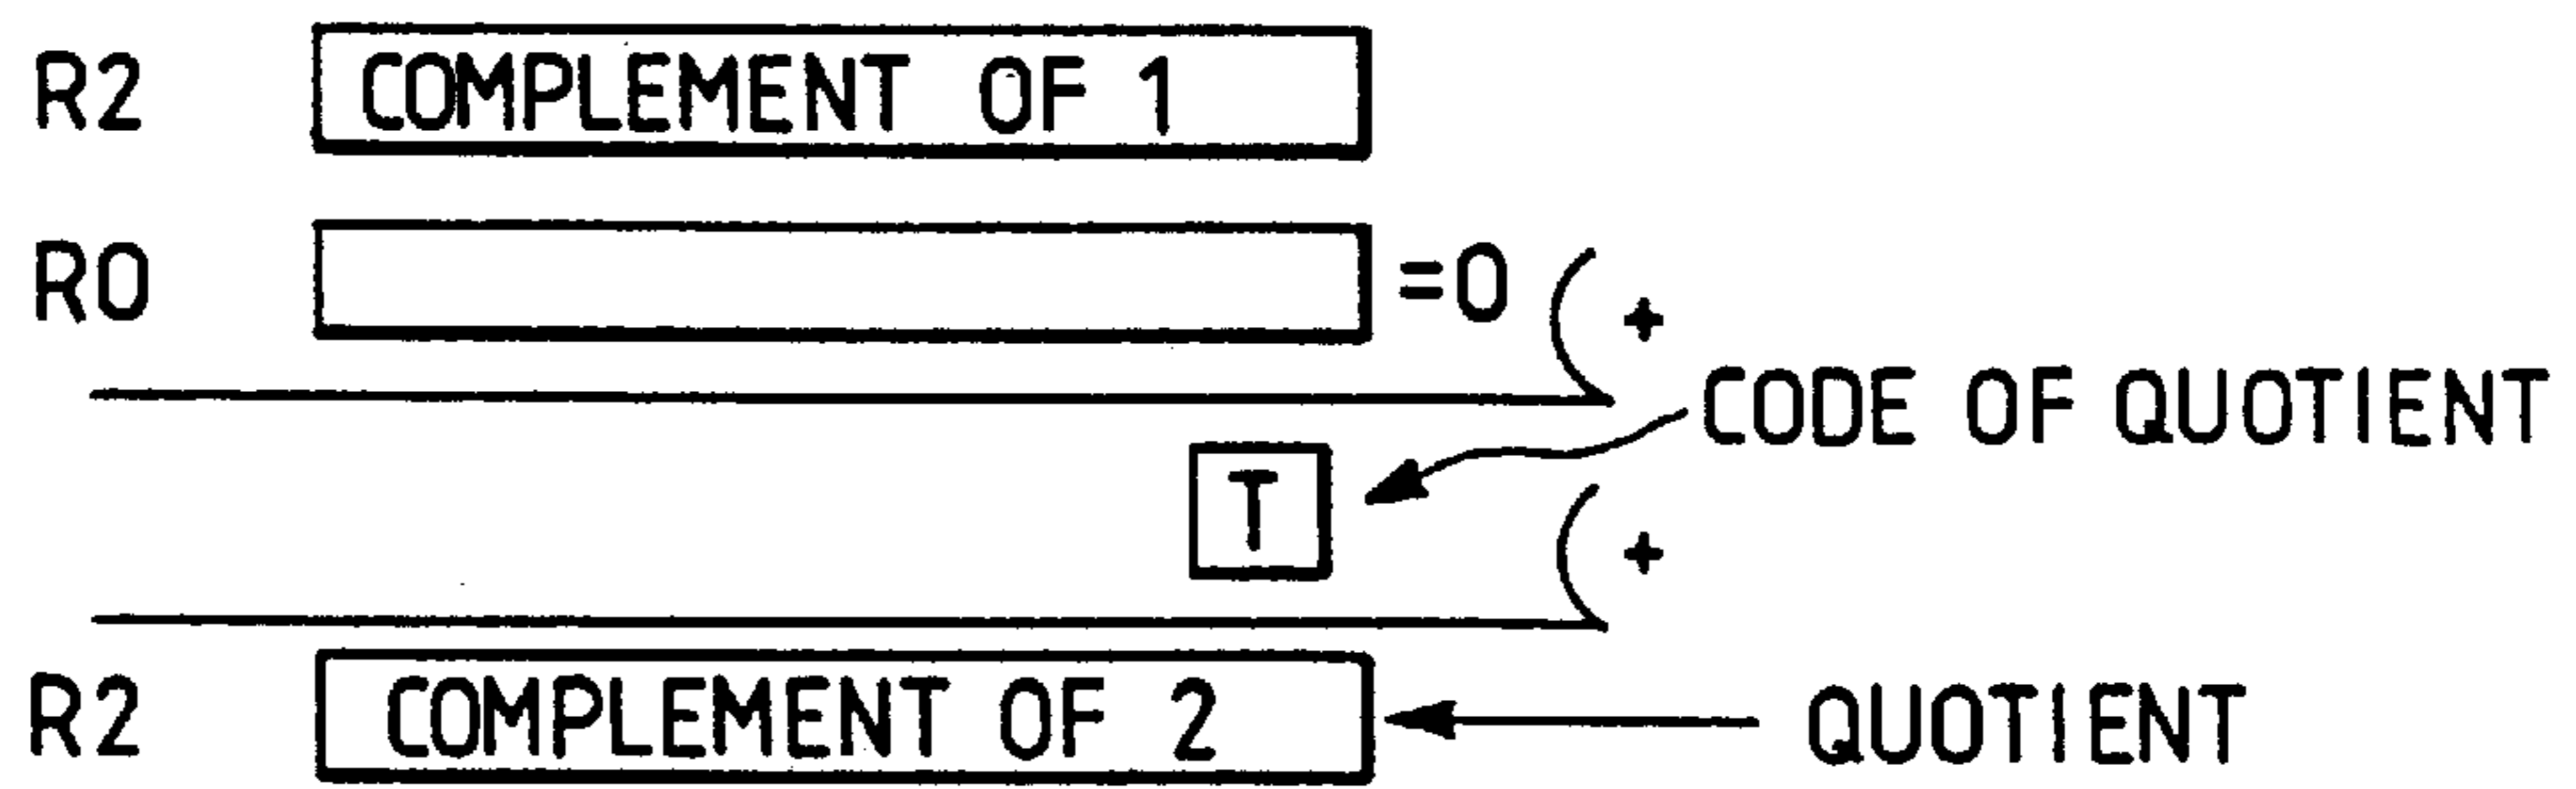 R2 COMPLEMENT OF 1
R0 =0
+
CODE OF QUOTIENT
T
+
R2 COMPLEMENT OF 2 QUOTIENT